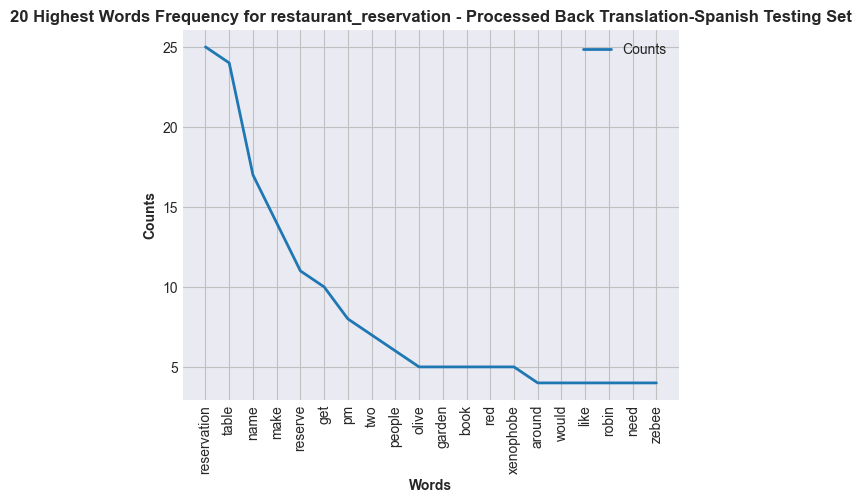 20 Highest Words Frequency for restaurant_reservation - Processed Back Translation-Spanish Testing Set
Counts
25
20
15
10
5
Counts
reservation
table
name
make
reserve
get
pm
two
people
olive
garden
book
red
xenophobe
around
would
like
robin
need
zebee
Words